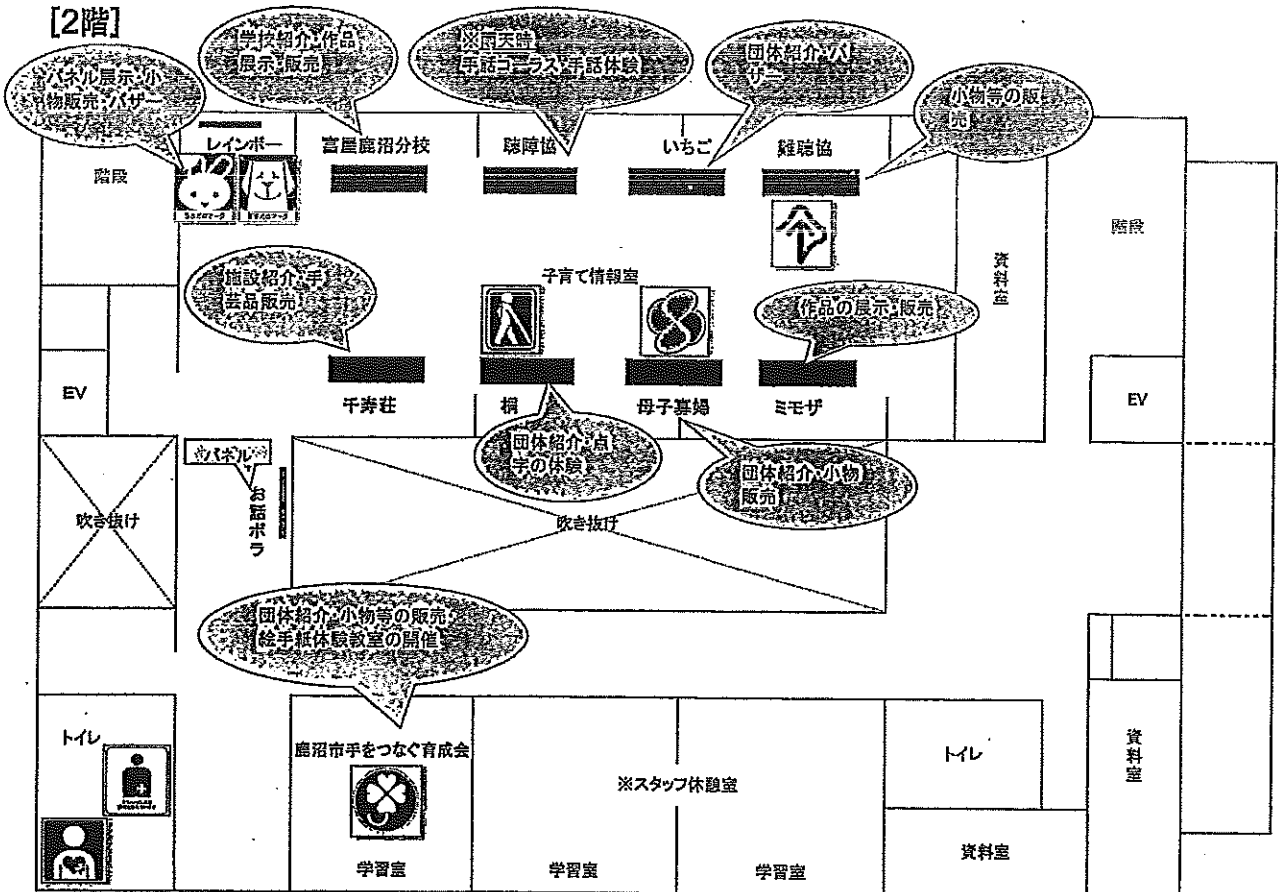 [2階]
学校紹介・作品
展示・販売
※雨天時
手話コーラス・手話体験
団体紹介・バ
ザー
パネル展示・小
物販売・バザー
小物等の販
売
レインボー
富屋鹿沼分校
聴障協
いちご
難聴協
階段
階段
資料室
施設紹介・手
芸品販売
子育て情報室
作品の展示・販売
EV
千寿荘
桐
母子寡婦
ミモザ
EV
パネル
団体紹介・点
字の体験
団体紹介・小物
販売
お話ボラ
吹き抜け
吹き抜け
団体紹介・小物等の販売・
絵手紙体験教室の開催
トイレ
鹿沼市手をつなぐ育成会
※スタッフ休憩室
トイレ
資料室
学習室
学習室
学習室
資料室